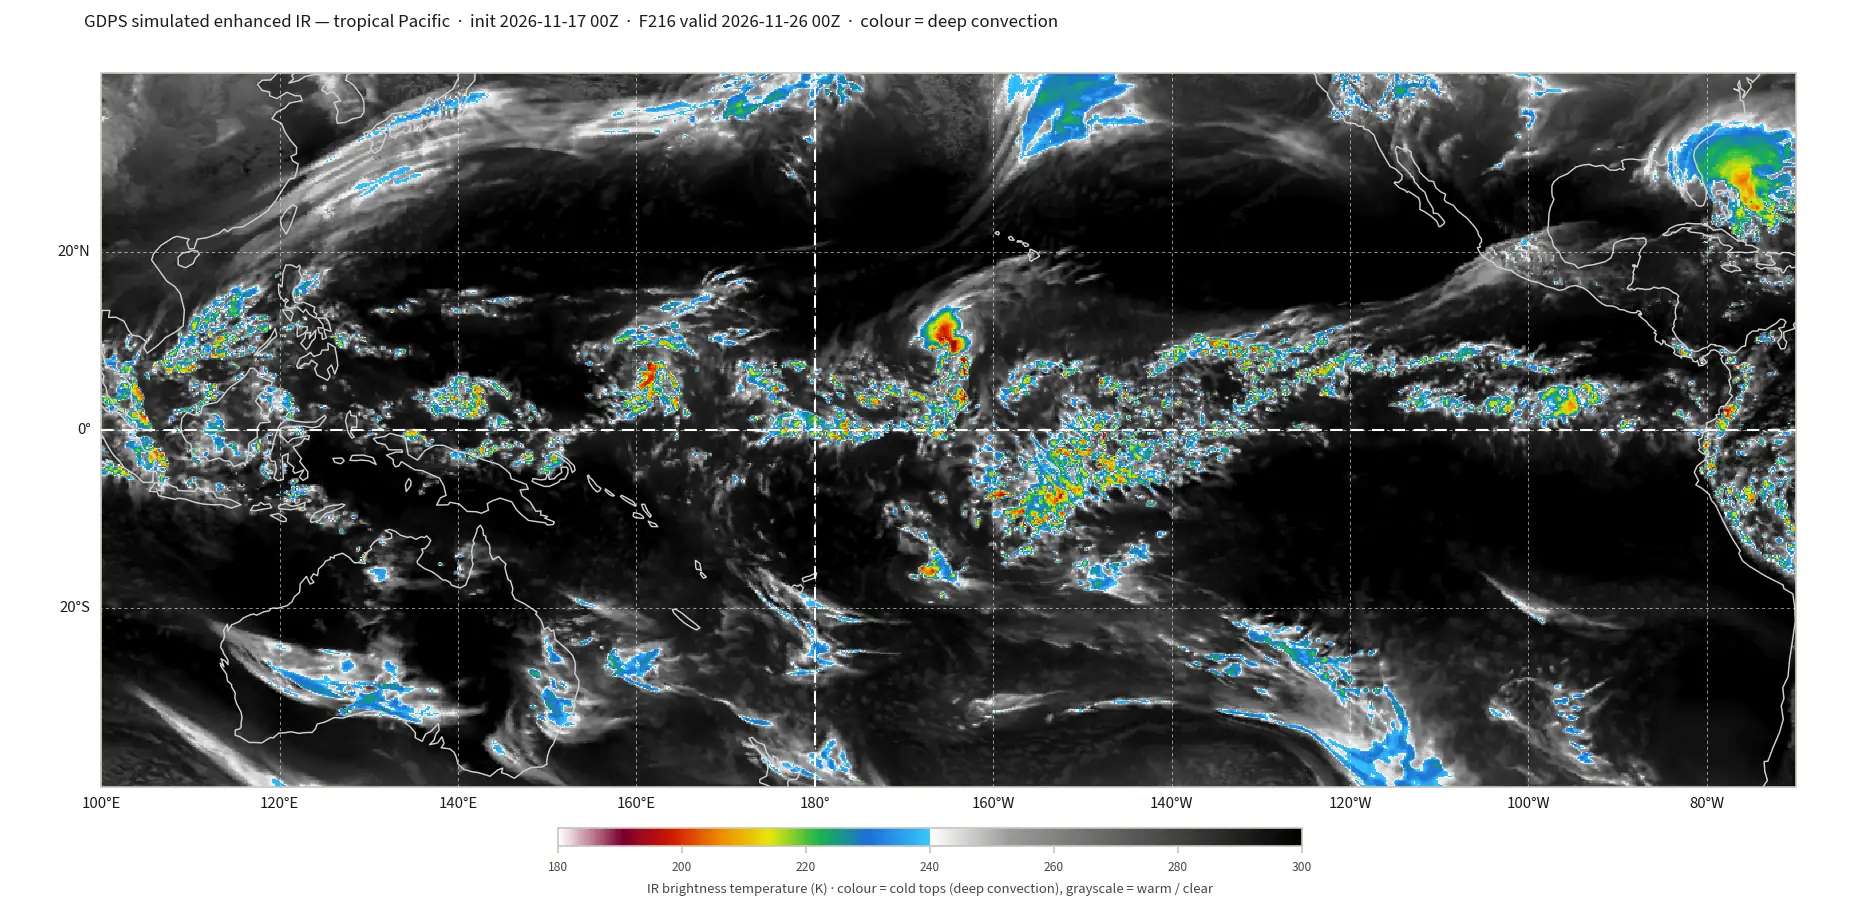 GDPS simulated enhanced IR — tropical Pacific · init 2026-11-17 00Z · F216 valid 2026-11-26 00Z · colour = deep convection
20°N
0°
20°S
100°E 120°E 140°E 160°E 180° 160°W 140°W 120°W 100°W 80°W
180 200 220 240 260 280 300
IR brightness temperature (K) · colour = cold tops (deep convection), grayscale = warm / clear